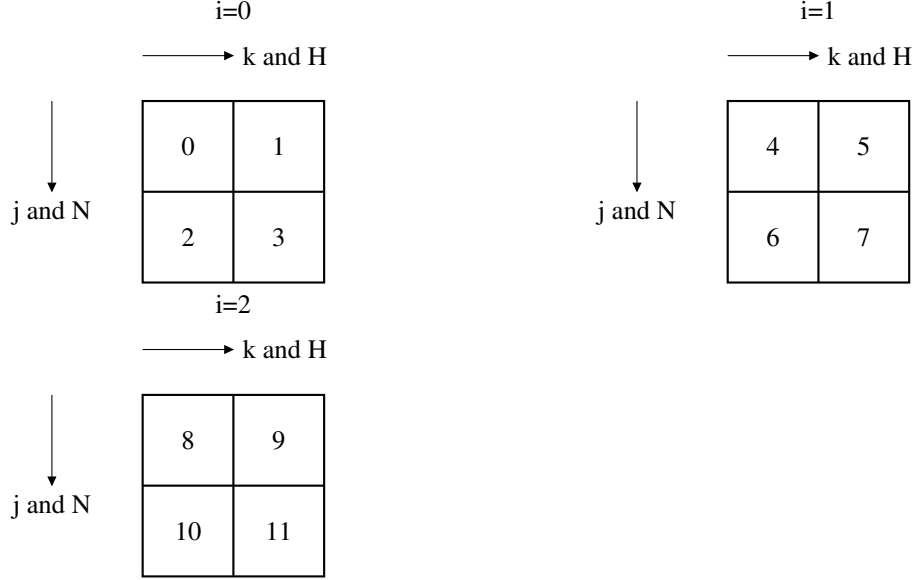 i=0
k and H
j and N
0 1
2 3
i=1
k and H
j and N
4 5
6 7
i=2
k and H
j and N
8 9
10 11